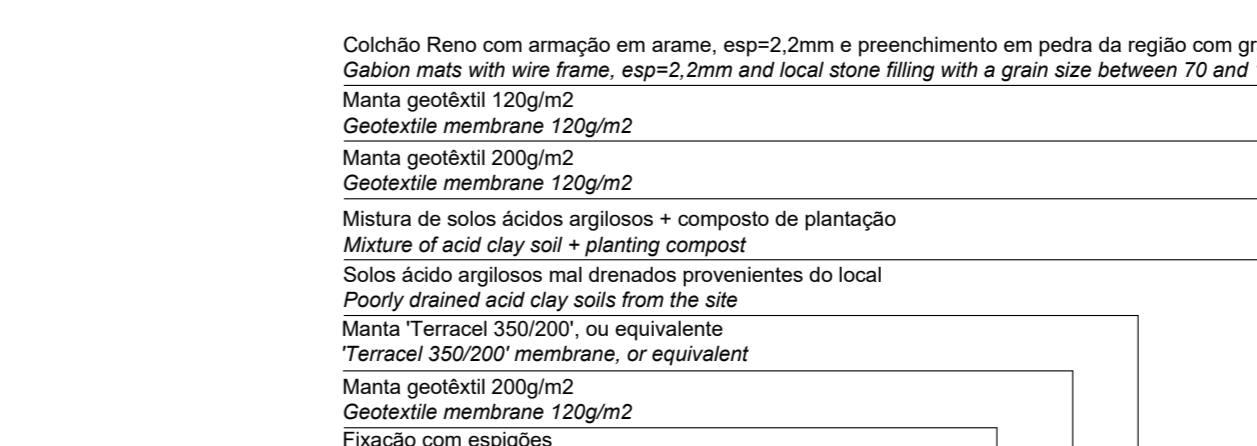 Colchão Reno com armação em arame, esp=2,2mm e preenchimento em pedra da região com
Gabion mats with wire frame, esp=2,2mm and local stone filling with a grain size between 70 and
Manta geotêxtil 120g/m2
Geotextile membrane 120g/m2
Manta geotêxtil 200g/m2
Geotextile membrane 120g/m2
Mistura de solos ácidos argilosos + composto de plantação
Mixture of acid clay soil + planting compost
Solos ácido argilosos mal drenados provenientes do local
Poorly drained acid clay soils from the site
Manta 'Terracel 350/200', ou equivalente
'Terracel 350/200' membrane, or equivalent
Manta geotêxtil 200g/m2
Geotextile membrane 120g/m2
Fixação com espigões